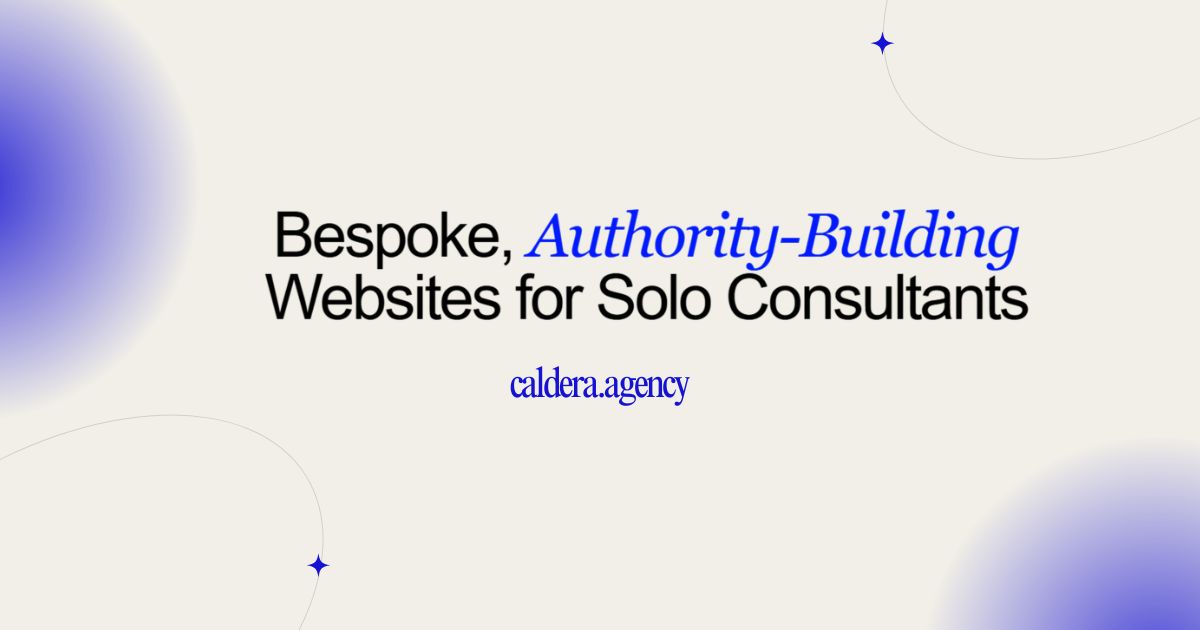 Bespoke, Authority-Building
Websites for Solo Consultants
caldera.agency